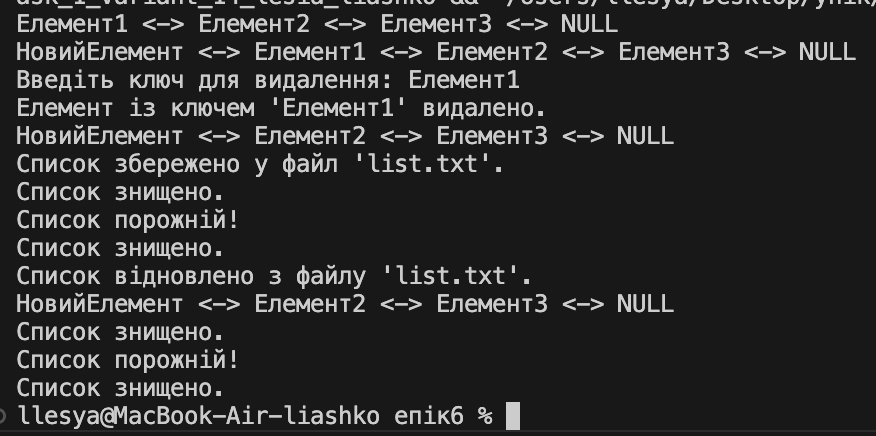 Елемент1 <-> Елемент2 <-> Елемент3 <-> NULL
НовийЕлемент <-> Елемент1 <-> Елемент2 <-> Елемент3 <-> NULL
Введіть ключ для видалення: Елемент1
Елемент із ключем 'Елемент1' видалено.
НовийЕлемент <-> Елемент2 <-> Елемент3 <-> NULL
Список збережено у файл 'list.txt'.
Список знищено.
Список порожній!
Список знищено.
Список відновлено з файлу 'list.txt'.
НовийЕлемент <-> Елемент2 <-> Елемент3 <-> NULL
Список знищено.
Список порожній!
Список знищено.
llesya@MacBook-Air-liashko епік6 %